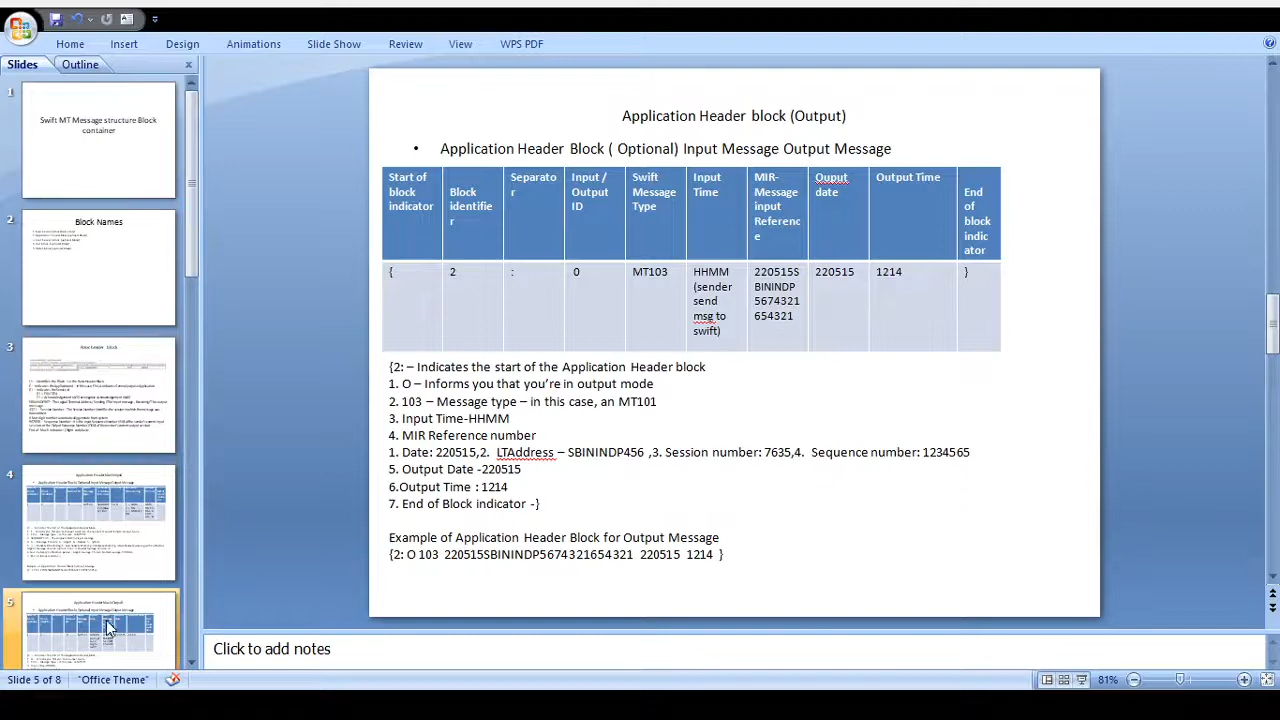 Home Insert Design Animations Slide Show Review View WPS PDF
Slides Outline
1
Swift MT Message structure Block
container
2
Block Names
3
4
5
Application Header block (Output)
• Application Header Block ( Optional) Input Message Output Message
Start of block indicator
Block identifie r
Separato r
Input / Output ID
Swift Message Type
Input Time
MIR- Message input Referenc e
Ouput date
Output Time
End of block indic ator
{
2
:
0
MT103
HHMM (sender send msg to swift)
220515S BININDP 5674321 654321
220515
1214
}
{2: – Indicates the start of the Application Header block
1. O – Informs you that you’re in output mode
2. 103 – Message type – in this case, an MT101
3. Input Time-HHMM
4. MIR Reference number
1. Date: 220515,2. LTAddress – SBININDP456 ,3. Session number: 7635,4. Sequence number: 1234565
5. Output Date -220515
6.Output Time : 1214
7. End of Block indicator -}
Example of Application Header Block for Output Message
{2: O 103 220515SBININDP5674321654321 220515 1214 }
Click to add notes
Slide 5 of 8 "Office Theme" 81%